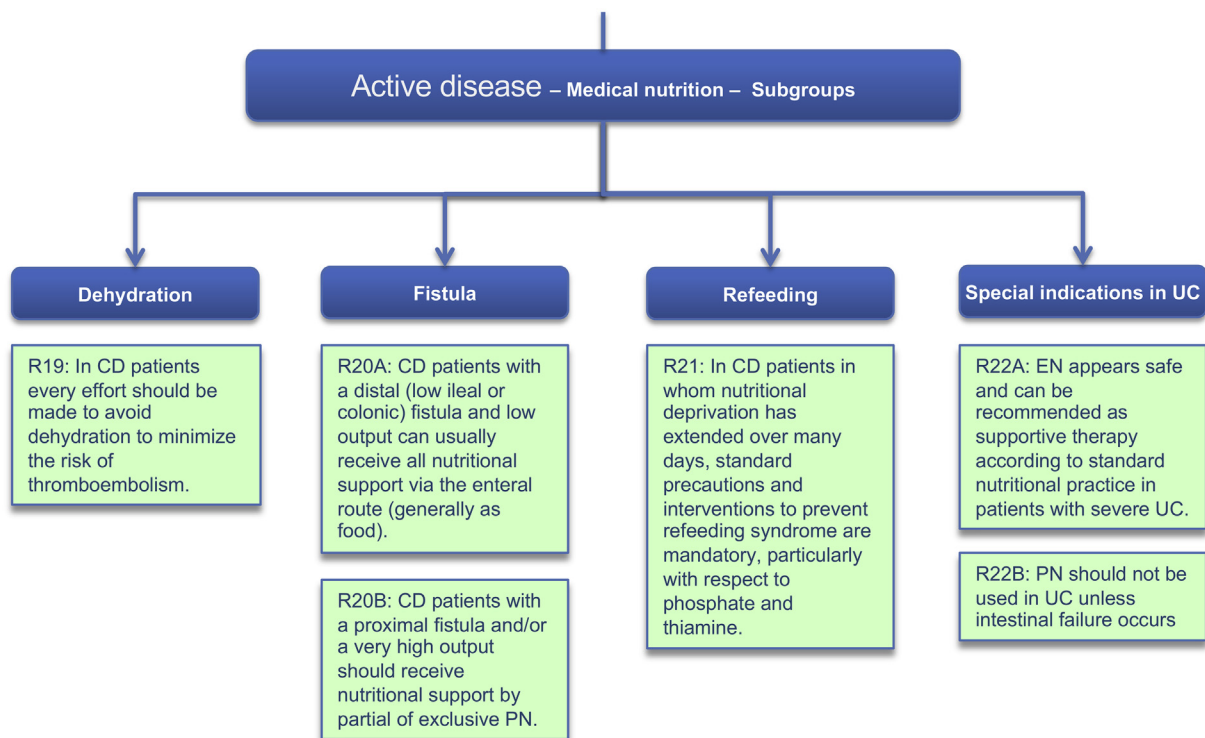 Active disease – Medical nutrition – Subgroups
Dehydration
R19: In CD patients
every effort should be
made to avoid
dehydration to minimize
the risk of
thromboembolism.
Fistula
R20A: CD patients with
a distal (low ileal or
colonic) fistula and low
output can usually
receive all nutritional
support via the enteral
route (generally as
food).
R20B: CD patients with
a proximal fistula and/or
a very high output
should receive
nutritional support by
partial of exclusive PN.
Refeeding
R21: In CD patients in
whom nutritional
deprivation has
extended over many
days, standard
precautions and
interventions to prevent
refeeding syndrome are
mandatory, particularly
with respect to
phosphate and
thiamine.
Special indications in UC
R22A: EN appears safe
and can be
recommended as
supportive therapy
according to standard
nutritional practice in
patients with severe UC.
R22B: PN should not be
used in UC unless
intestinal failure occurs